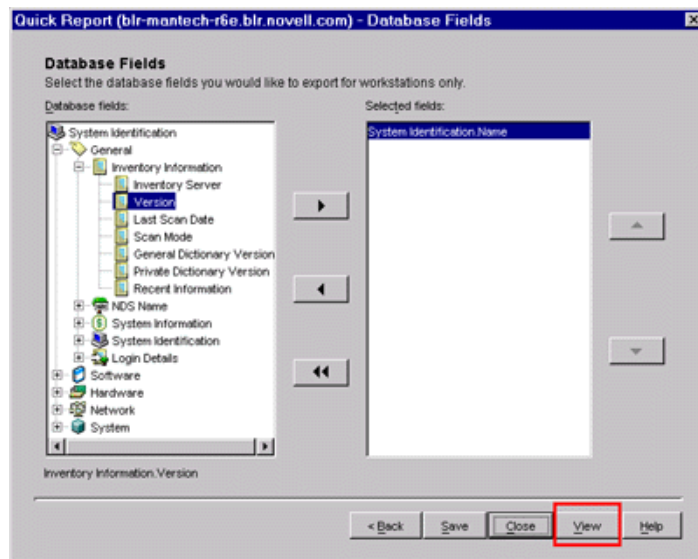 Quick Report (blr-mantech-r6e.blr.novell.com) - Database Fields
Database Fields
Select the database fields you would like to export for workstations only.
Database fields:
System Identification
General
Inventory Information
Inventory Server
Version
Last Scan Date
Scan Mode
General Dictionary Version
Private Dictionary Version
Recent Information
NDS Name
System Information
System Identification
Login Details
Software
Hardware
Network
System
Inventory Information.Version
Selected fields:
System Identification.Name
< Back
Save
Close
View
Help